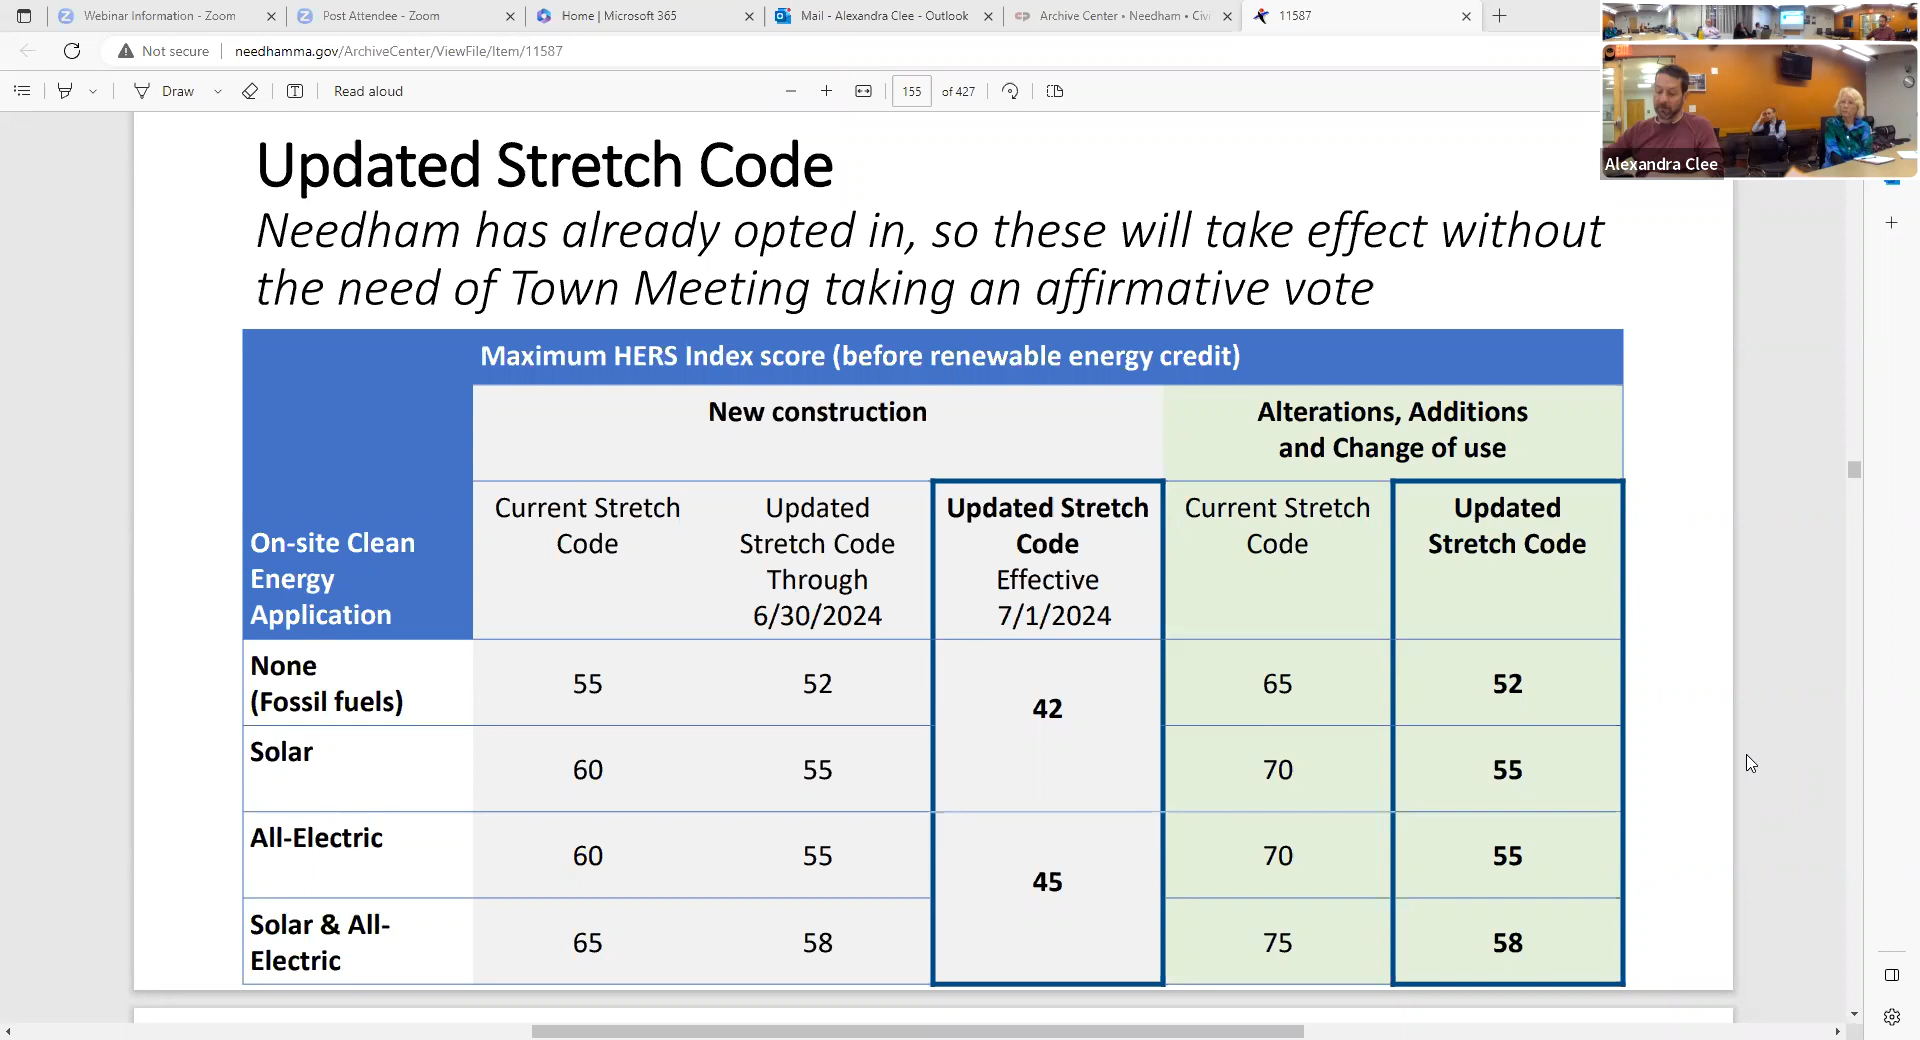 Webinar Information - Zoom
Post Attendee - Zoom
Home | Microsoft 365
Mail - Alexandra Clee - Outlook
Archive Center • Needham • Civi
11587
Not secure
needhamma.gov/ArchiveCenter/ViewFile/Item/11587
Draw
Read aloud
155
of 427
Alexandra Clee
Updated Stretch Code
Needham has already opted in, so these will take effect without
the need of Town Meeting taking an affirmative vote
Maximum HERS Index score (before renewable energy credit)
New construction
Alterations, Additions
and Change of use
On-site Clean
Energy
Application
Current Stretch
Code
Updated
Stretch Code
Through
6/30/2024
Updated Stretch
Code
Effective
7/1/2024
Current Stretch
Code
Updated
Stretch Code
None
(Fossil fuels)
55
52
42
65
52
Solar
60
55
70
55
All-Electric
60
55
45
70
55
Solar & All-
Electric
65
58
75
58